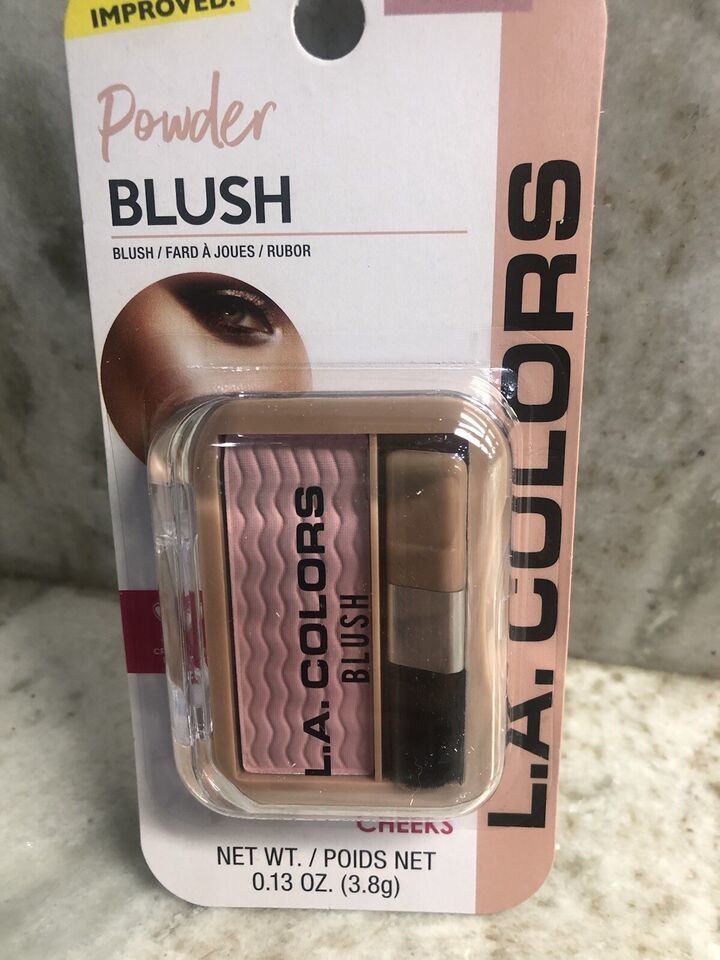 IMPROVED!
Powder
BLUSH
BLUSH / FARD À JOUES / RUBOR
L.A. COLORS
L.A. COLORS
BLUSH
CHEEKS
NET WT. / POIDS NET
0.13 OZ. (3.8g)